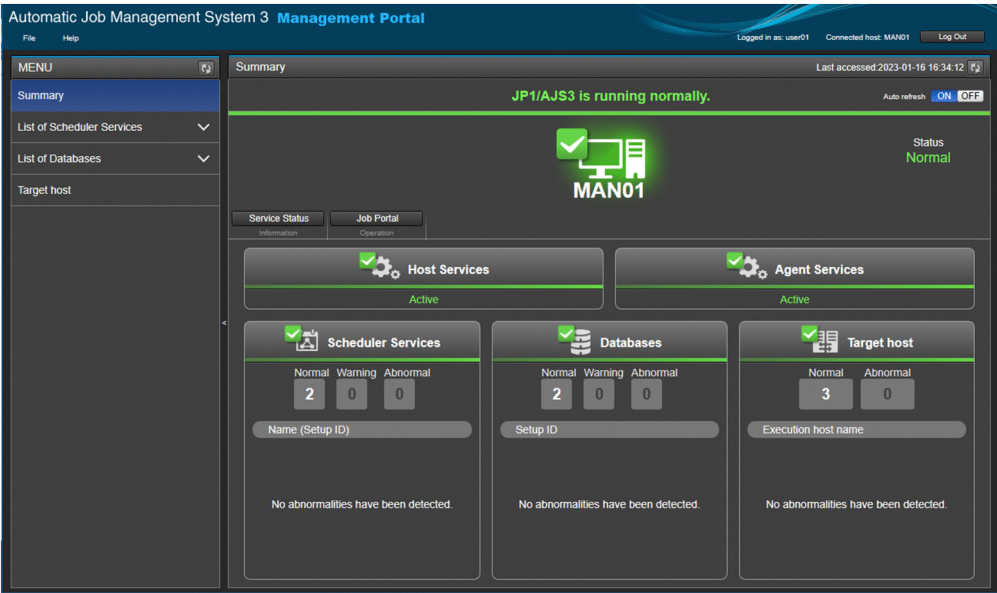 Automatic Job Management System 3 Management Portal
File Help Logged in as: user01 Connected host: MAN01 Log Out
MENU
Summary
List of Scheduler Services
List of Databases
Target host
<
Summary Last accessed:2023-01-16 16:34:12
JP1/AJS3 is running normally. Auto refresh ON OFF
Status
Normal
MAN01
Service Status Job Portal
Information Operation
Host Services
Active
Agent Services
Active
Scheduler Services
Normal Warning Abnormal
2 0 0
Name (Setup ID)
No abnormalities have been detected.
Databases
Normal Warning Abnormal
2 0 0
Setup ID
No abnormalities have been detected.
Target host
Normal Abnormal
3 0
Execution host name
No abnormalities have been detected.